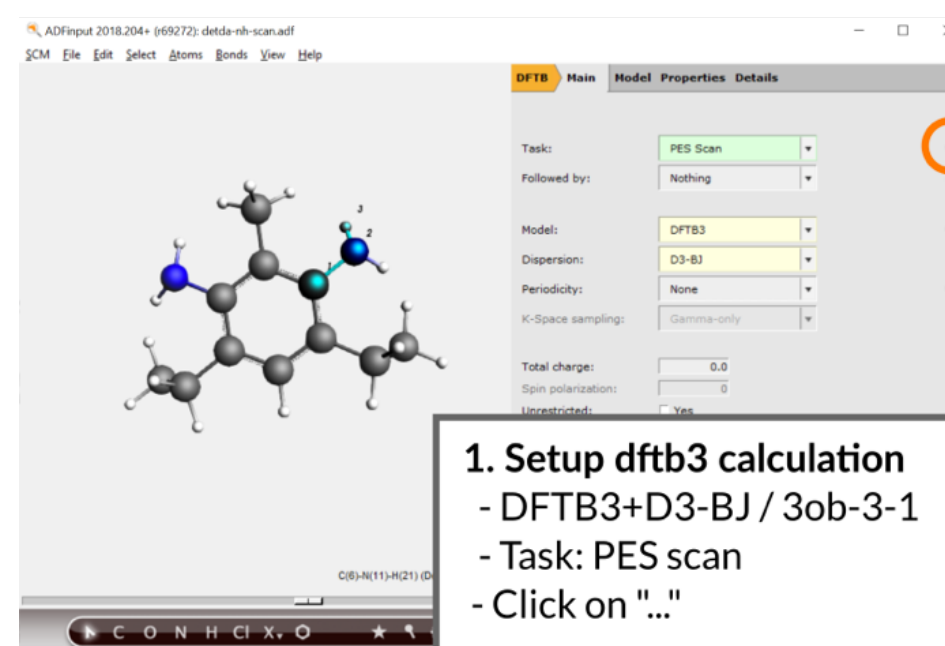 ADFinput 2018.204+ (r69272): detda-nh-scan.adf
SCM File Edit Select Atoms Bonds View Help
DFTB Main Model Properties Details
Task: PES Scan
Followed by: Nothing
Model: DFTB3
Dispersion: D3-BJ
Periodicity: None
K-Space sampling: Gamma-only
Total charge: 0.0
Spin polarization: 0
Unrestricted: Yes
3
2
1
C(6)-N(11)-H(21) (D
C O N H Cl X
1. Setup dftb3 calculation
- DFTB3+D3-BJ / 3ob-3-1
- Task: PES scan
- Click on "..."